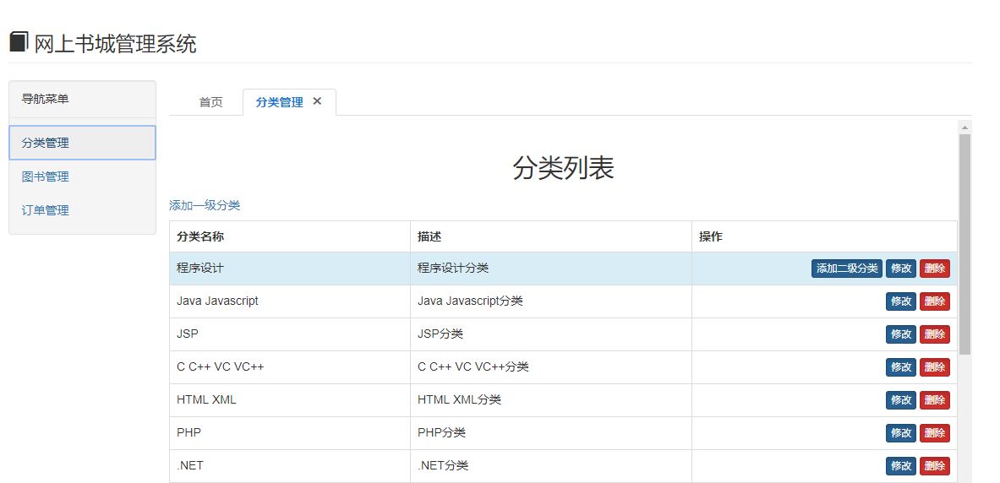 网上书城管理系统
导航菜单
分类管理
图书管理
订单管理
首页 分类管理 ✕
分类列表
添加一级分类
分类名称 描述 操作
程序设计 程序设计分类 添加二级分类 修改 删除
Java Javascript Java Javascript分类 修改 删除
JSP JSP分类 修改 删除
C C++ VC VC++ C C++ VC VC++分类 修改 删除
HTML XML HTML XML分类 修改 删除
PHP PHP分类 修改 删除
.NET .NET分类 修改 删除